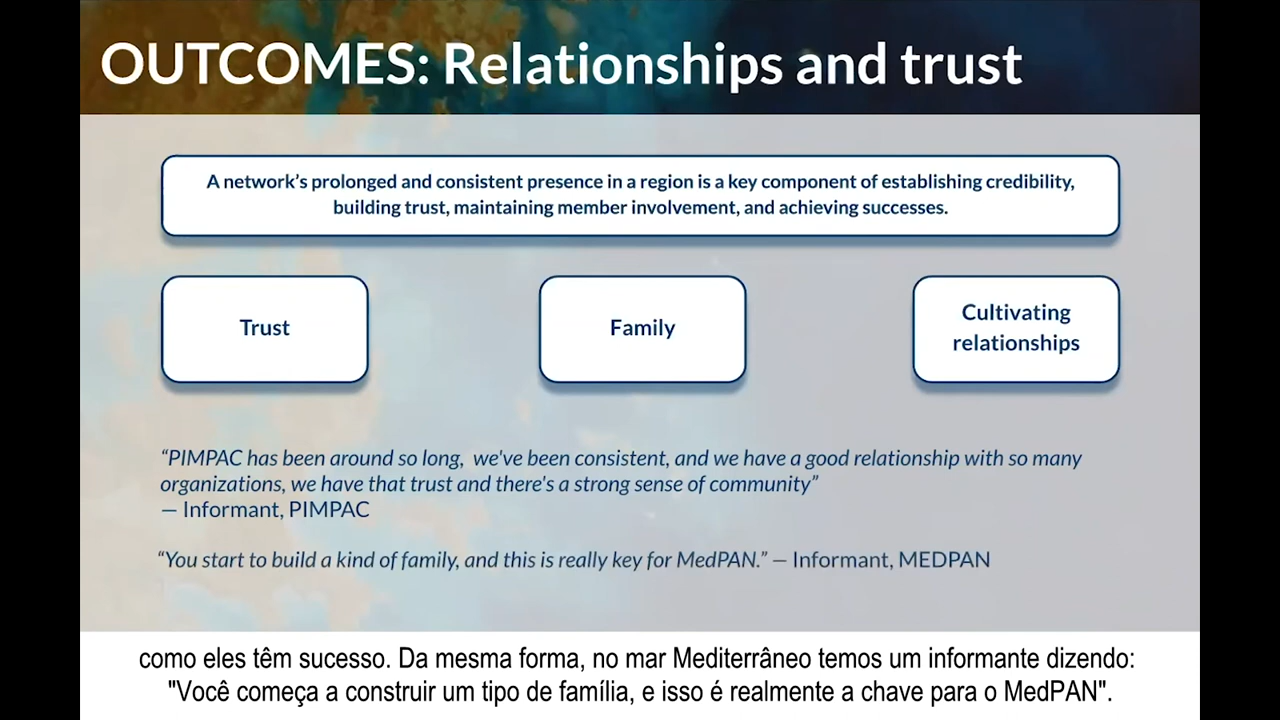 OUTCOMES: Relationships and trust
A network’s prolonged and consistent presence in a region is a key component of establishing credibility,
building trust, maintaining member involvement, and achieving successes.
Trust
Family
Cultivating
relationships
“PIMPAC has been around so long,  we've been consistent, and we have a good relationship with so many
organizations, we have that trust and there's a strong sense of community”
— Informant, PIMPAC
“You start to build a kind of family, and this is really key for MedPAN.” — Informant, MEDPAN
como eles têm sucesso. Da mesma forma, no mar Mediterrâneo temos um informante dizendo:
"Você começa a construir um tipo de família, e isso é realmente a chave para o MedPAN".